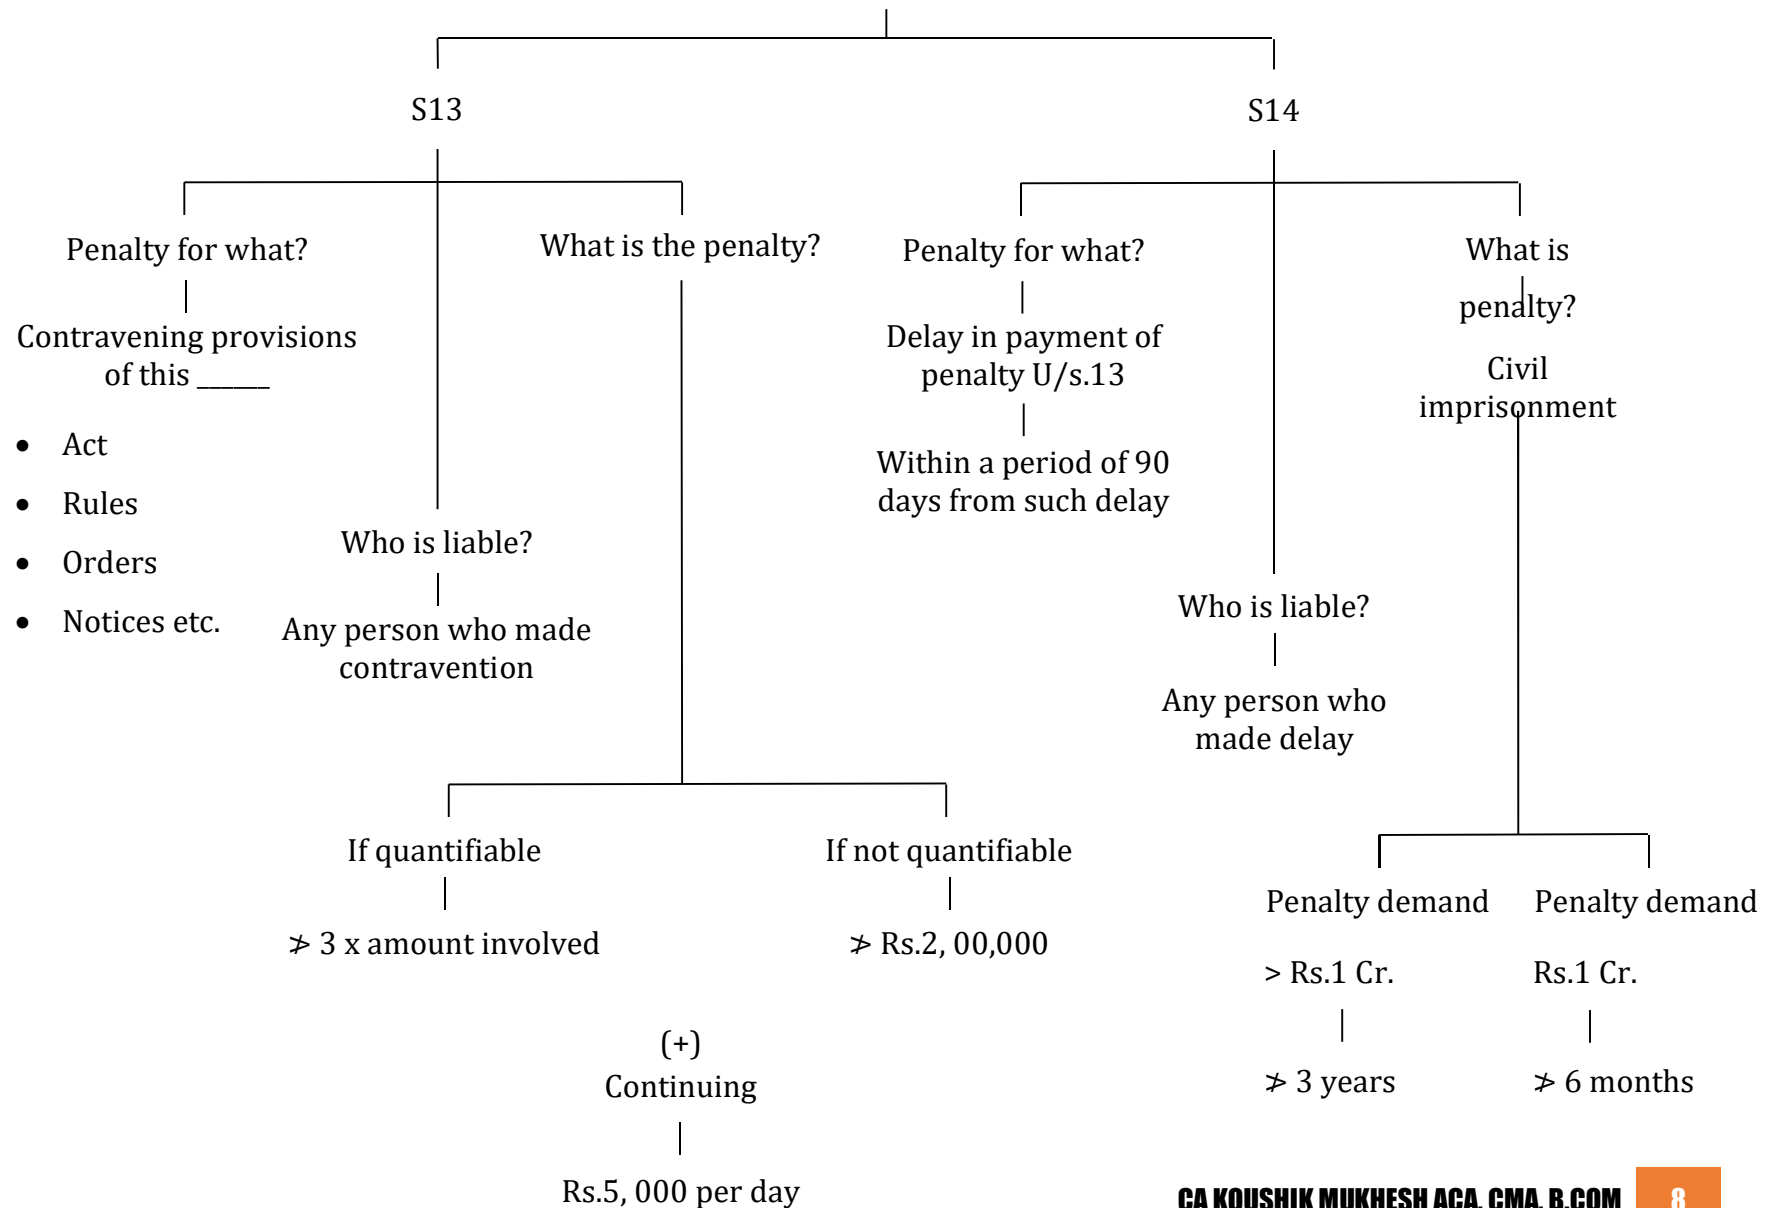 S13
S14
Penalty for what?
Contravening provisions
of this ______
• Act
• Rules
• Orders
• Notices etc.
Who is liable?
Any person who made
contravention
What is the penalty?
If quantifiable
≯ 3 x amount involved
If not quantifiable
≯ Rs.2, 00,000
(+)
Continuing
Rs.5, 000 per day
Penalty for what?
Delay in payment of
penalty U/s.13
Within a period of 90
days from such delay
Who is liable?
Any person who
made delay
What is
penalty?
Civil
imprisonment
Penalty demand
> Rs.1 Cr.
≯ 3 years
Penalty demand
Rs.1 Cr.
≯ 6 months
CA KOUSHIK MUKHESH ACA, CMA, B.COM
8